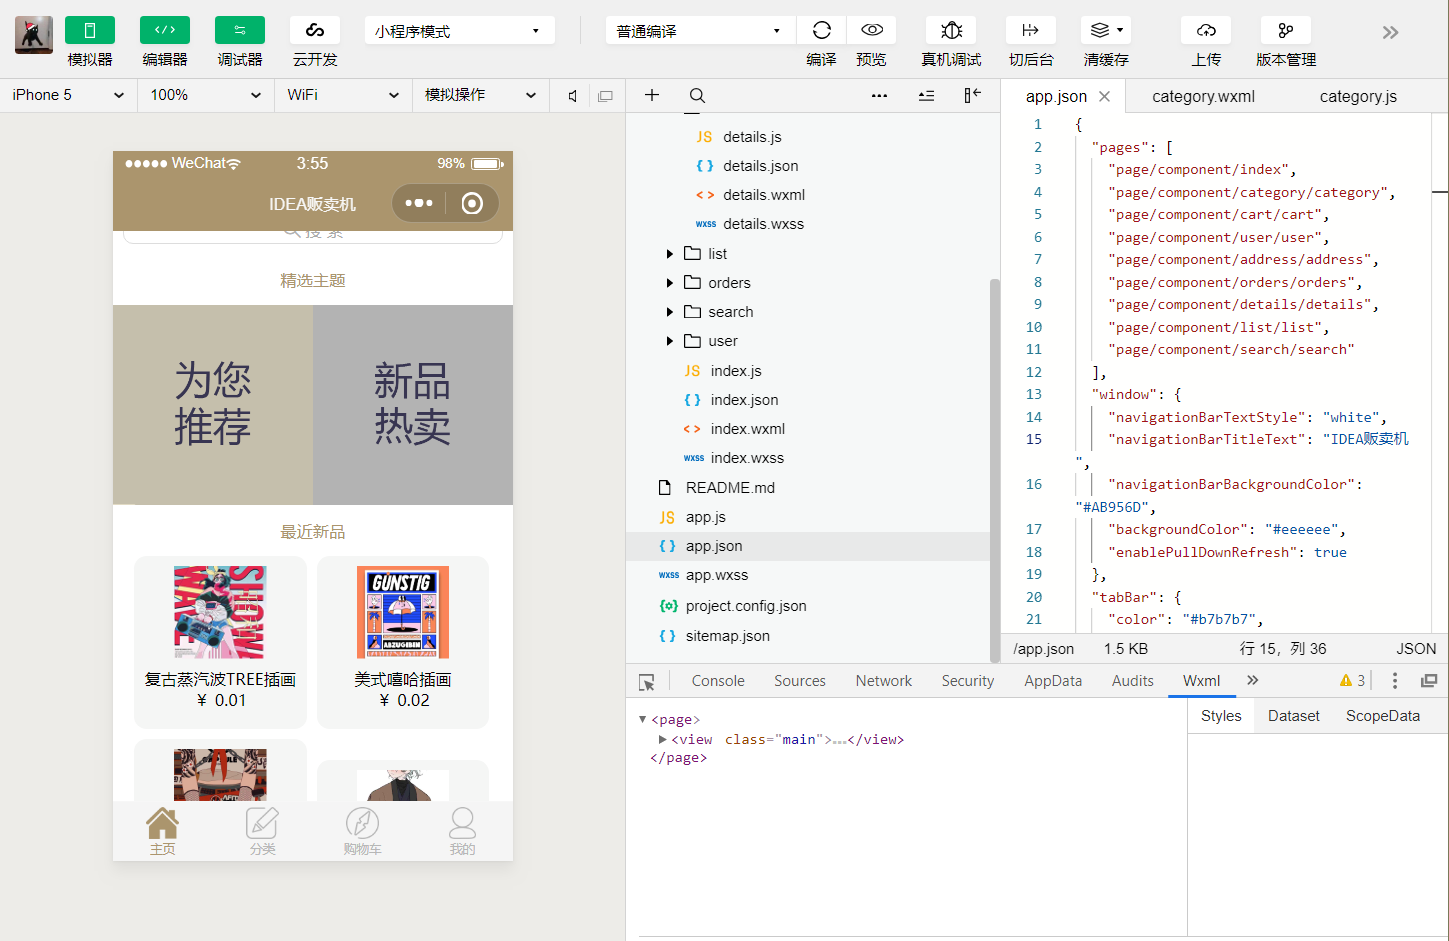 模拟器 编辑器 调试器 云开发 小程序模式 普通编译 编译 预览 真机调试 切后台 清缓存 上传 版本管理
iPhone 5 100% WiFi 模拟操作
WeChat 3:55 98%
IDEA贩卖机
搜 索
精选主题
为您
推荐
新品
热卖
最近新品
SHOW
WARE
GÜNSTIG
ABZUGEBEN
复古蒸汽波TREE插画
¥ 0.01
美式嘻哈插画
¥ 0.02
主页 分类 购物车 我的
JS details.js
{ } details.json
< > details.wxml
wxss details.wxss
list
orders
search
user
JS index.js
{ } index.json
< > index.wxml
wxss index.wxss
README.md
JS app.js
{ } app.json
wxss app.wxss
project.config.json
{ } sitemap.json
app.json category.wxml category.js
1 {
2 "pages": [
3 "page/component/index",
4 "page/component/category/category",
5 "page/component/cart/cart",
6 "page/component/user/user",
7 "page/component/address/address",
8 "page/component/orders/orders",
9 "page/component/details/details",
10 "page/component/list/list",
11 "page/component/search/search"
12 ],
13 "window": {
14 "navigationBarTextStyle": "white",
15 "navigationBarTitleText": "IDEA贩卖机
",
16 "navigationBarBackgroundColor":
"#AB956D",
17 "backgroundColor": "#eeeeee",
18 "enablePullDownRefresh": true
19 },
20 "tabBar": {
21 "color": "#b7b7b7",
/app.json 1.5 KB 行 15，列 36 JSON
Console Sources Network Security AppData Audits Wxml 3
<page>
<view class="main">…</view>
</page>
Styles Dataset ScopeData